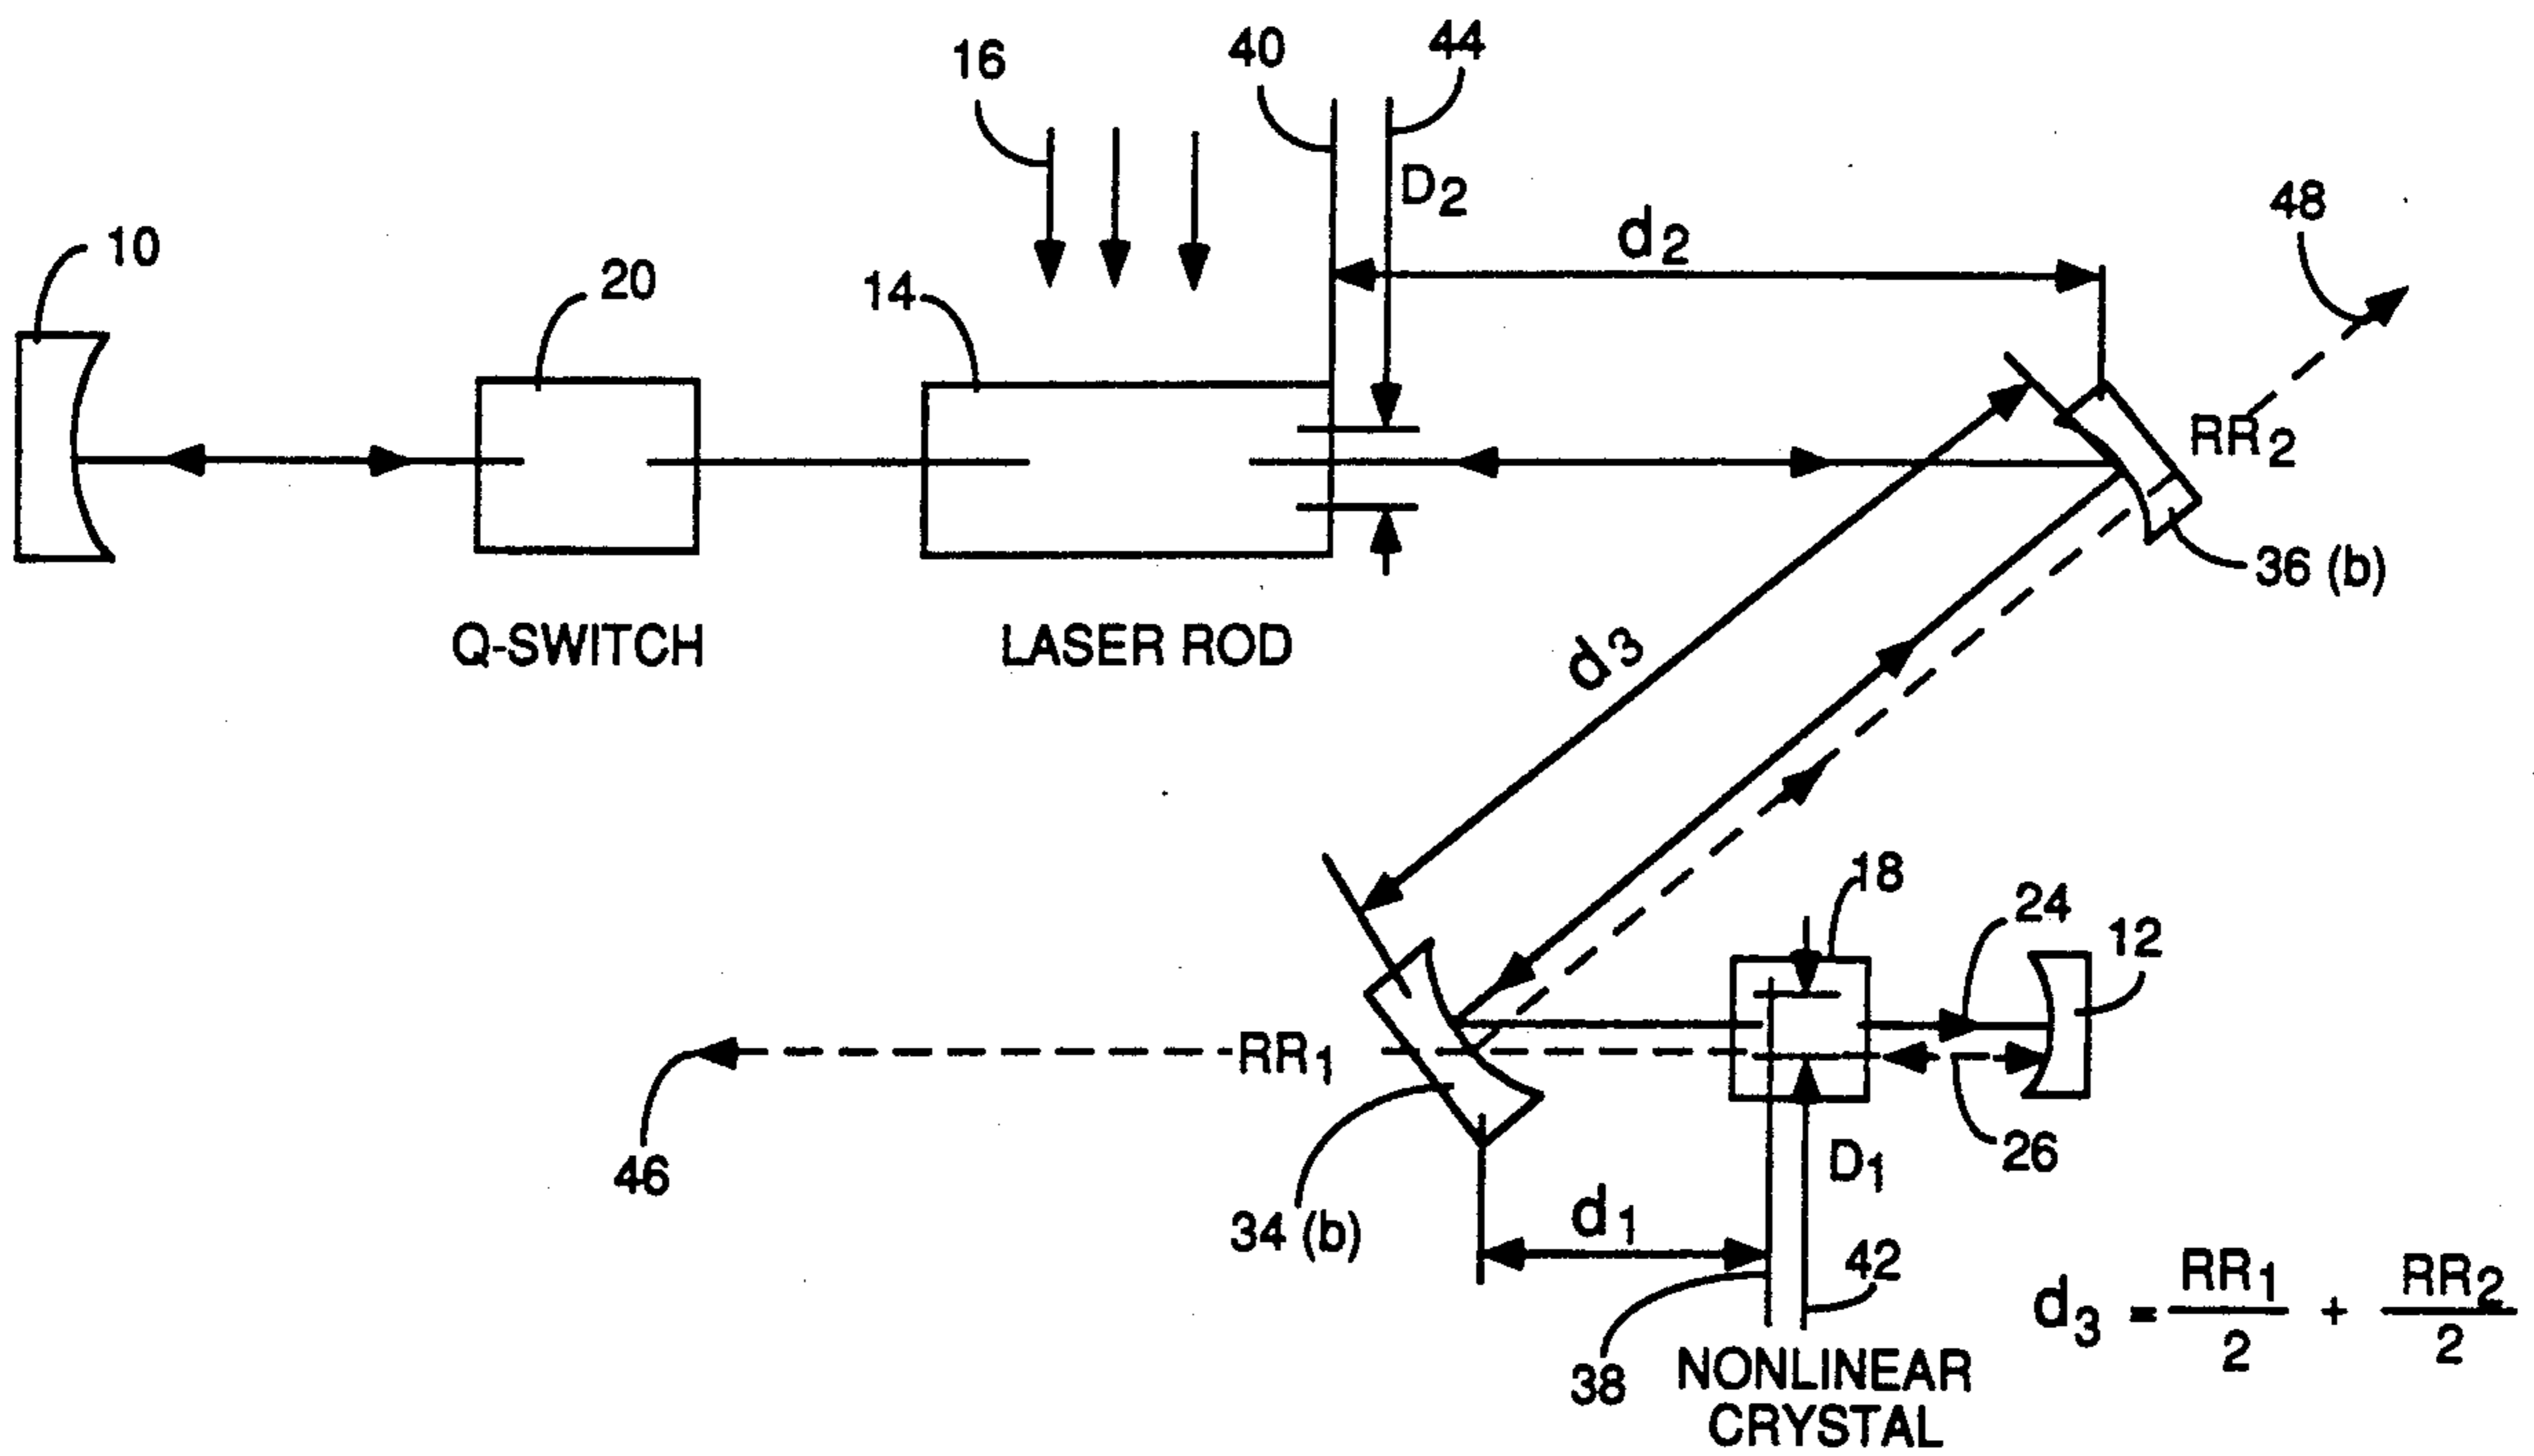 16
40
44
D2
d2
48
10
20
14
RR2
36 (b)
Q-SWITCH
LASER ROD
d3
18
24
12
RR1
46
26
D1
34 (b)
d1
42
d3 = RR1/2 + RR2/2
38
NONLINEAR
CRYSTAL